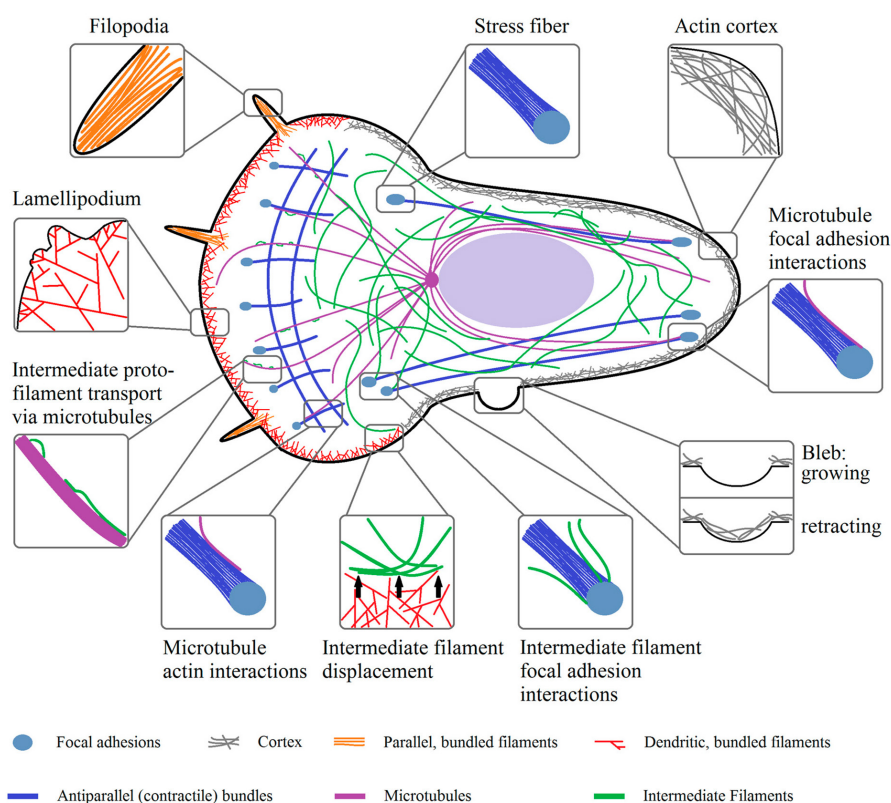 Filopodia
Stress fiber
Actin cortex
Lamellipodium
Microtubule
focal adhesion
interactions
Intermediate proto-
filament transport
via microtubules
Bleb:
growing
retracting
Microtubule
actin interactions
Intermediate filament
displacement
Intermediate filament
focal adhesion
interactions
Focal adhesions
Cortex
Parallel, bundled filaments
Dendritic, bundled filaments
Antiparallel (contractile) bundles
Microtubules
Intermediate Filaments